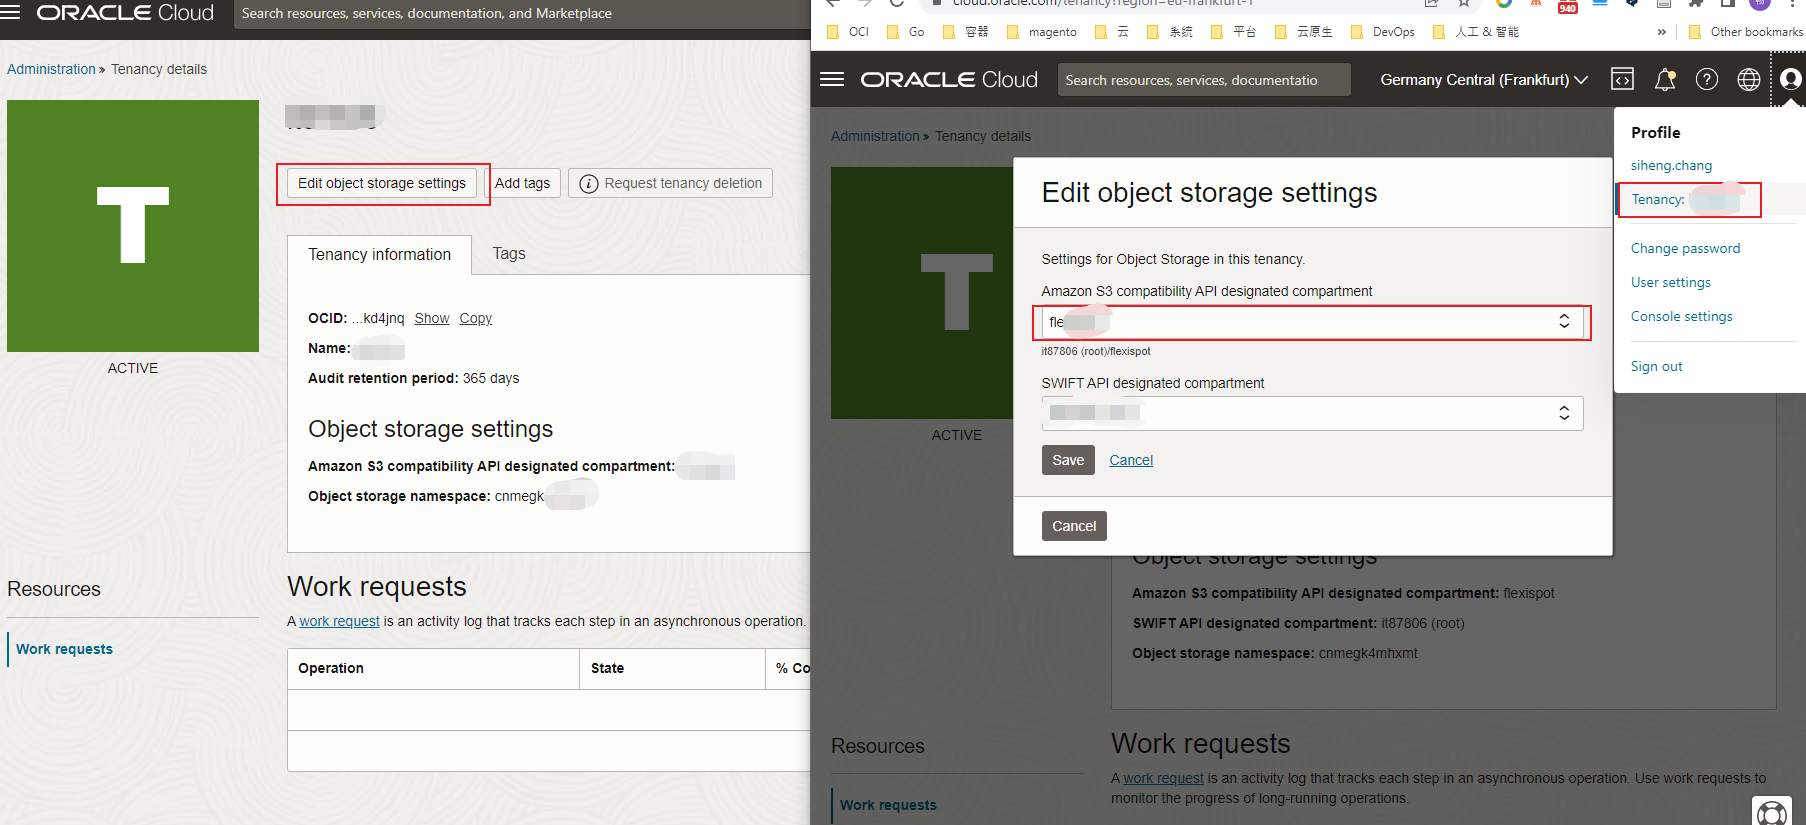 ORACLE Cloud
Search resources, services, documentation, and Marketplace
Administration » Tenancy details
T
ACTIVE
Edit object storage settings
Add tags
i Request tenancy deletion
Tenancy information
Tags
OCID: ...kd4jnq Show Copy
Name:
Audit retention period: 365 days
Object storage settings
Amazon S3 compatibility API designated compartment:
Object storage namespace: cnmegk
Resources
Work requests
Work requests
A work request is an activity log that tracks each step in an asynchronous operation.
Operation State % Co
cloud.oracle.com/tenancy?region=eu-frankfurt-1
940
OCI Go 容器 magento 云 系统 平台 云原生 DevOps 人工 & 智能 » Other bookmarks
ORACLE Cloud
Search resources, services, documentatio
Germany Central (Frankfurt)
Administration » Tenancy details
T
ACTIVE
Edit object storage settings
Settings for Object Storage in this tenancy.
Amazon S3 compatibility API designated compartment
fle
it87806 (root)/flexispot
SWIFT API designated compartment
Save Cancel
Cancel
Profile
siheng.chang
Tenancy:
Change password
User settings
Console settings
Sign out
Object storage settings
Amazon S3 compatibility API designated compartment: flexispot
SWIFT API designated compartment: it87806 (root)
Object storage namespace: cnmegk4mhxmt
Resources
Work requests
Work requests
A work request is an activity log that tracks each step in an asynchronous operation. Use work requests to
monitor the progress of long-running operations.